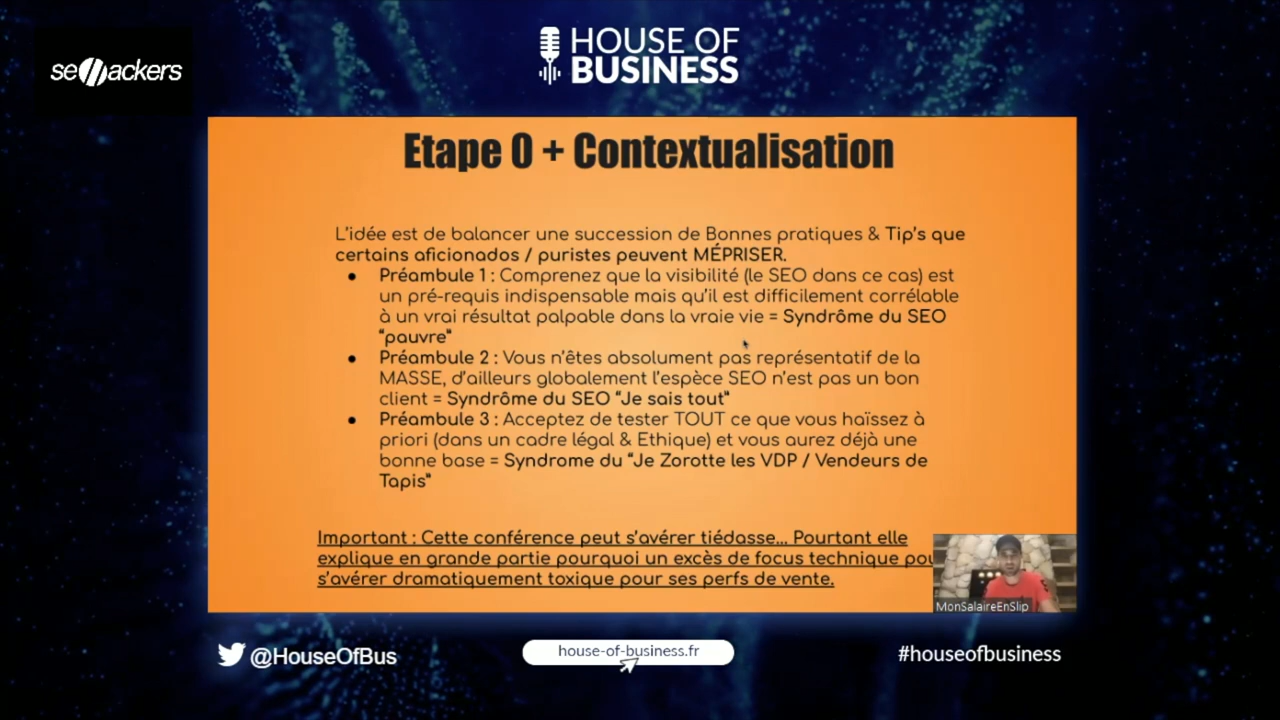 se//ackers
HOUSE OF
BUSINESS
Etape 0 + Contextualisation
L'idée est de balancer une succession de Bonnes pratiques & Tip's que
certains aficionados / puristes peuvent MÉPRISER.
● Préambule 1 : Comprenez que la visibilité (le SEO dans ce cas) est
un pré-requis indispensable mais qu'il est difficilement corrélable
à un vrai résultat palpable dans la vraie vie = Syndrôme du SEO
“pauvre”
● Préambule 2 : Vous n'êtes absolument pas représentatif de la
MASSE, d'ailleurs globalement l'espèce SEO n'est pas un bon
client = Syndrôme du SEO “Je sais tout”
● Préambule 3 : Acceptez de tester TOUT ce que vous haïssez à
priori (dans un cadre légal & Ethique) et vous aurez déjà une
bonne base = Syndrome du “Je Zorotte les VDP / Vendeurs de
Tapis”
Important : Cette conférence peut s'avérer tiédasse... Pourtant elle
explique en grande partie pourquoi un excès de focus technique
s'avérer dramatiquement toxique pour ses perfs de vente.
MonSalaireEnSlip
@HouseOfBus
house-of-business.fr
#houseofbusiness